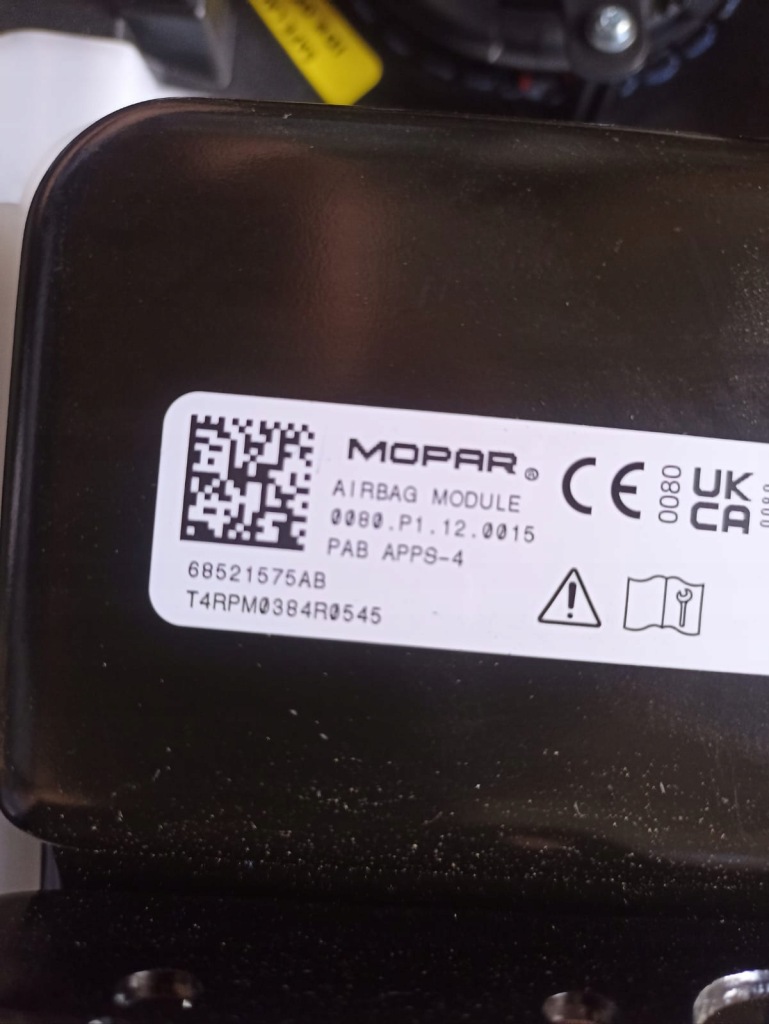 MOPAR®
AIRBAG MODULE
0080.P1.12.0015
PAB APPS-4
68521575AB
T4RPM0384R0545
CE
0080
UK
CA